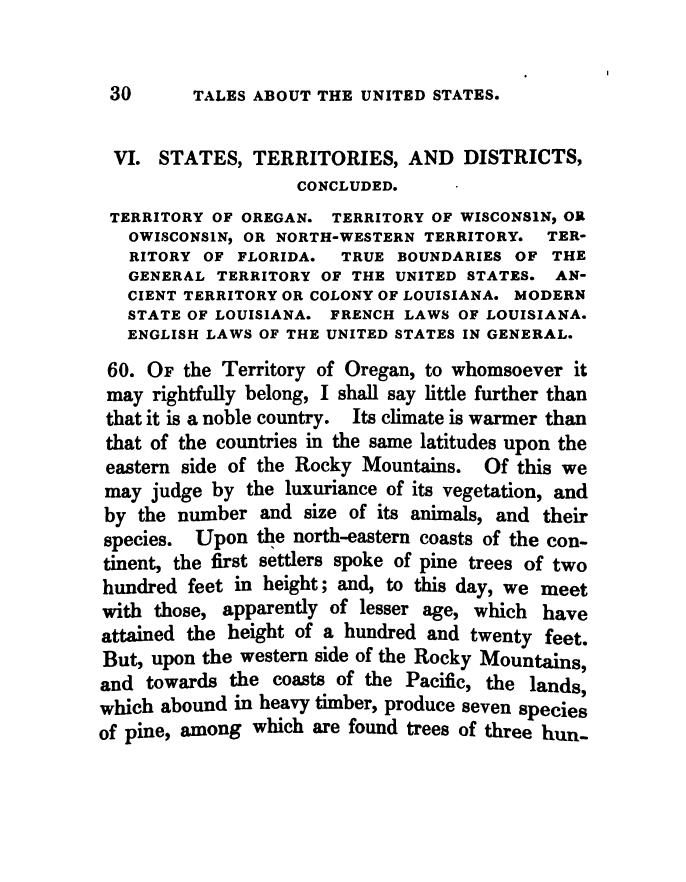 30 TALES ABOUT THE UNITED STATES.
VI. STATES, TERRITORIES, AND DISTRICTS,
CONCLUDED.
TERRITORY OF OREGAN. TERRITORY OF WISCONSIN, OR
OWISCONSIN, OR NORTH-WESTERN TERRITORY. TER-
RITORY OF FLORIDA. TRUE BOUNDARIES OF THE
GENERAL TERRITORY OF THE UNITED STATES. AN-
CIENT TERRITORY OR COLONY OF LOUISIANA. MODERN
STATE OF LOUISIANA. FRENCH LAWS OF LOUISIANA.
ENGLISH LAWS OF THE UNITED STATES IN GENERAL.
60. OF the Territory of Oregan, to whomsoever it
may rightfully belong, I shall say little further than
that it is a noble country. Its climate is warmer than
that of the countries in the same latitudes upon the
eastern side of the Rocky Mountains. Of this we
may judge by the luxuriance of its vegetation, and
by the number and size of its animals, and their
species. Upon the north-eastern coasts of the con-
tinent, the first settlers spoke of pine trees of two
hundred feet in height; and, to this day, we meet
with those, apparently of lesser age, which have
attained the height of a hundred and twenty feet.
But, upon the western side of the Rocky Mountains,
and towards the coasts of the Pacific, the lands,
which abound in heavy timber, produce seven species
of pine, among which are found trees of three hun-